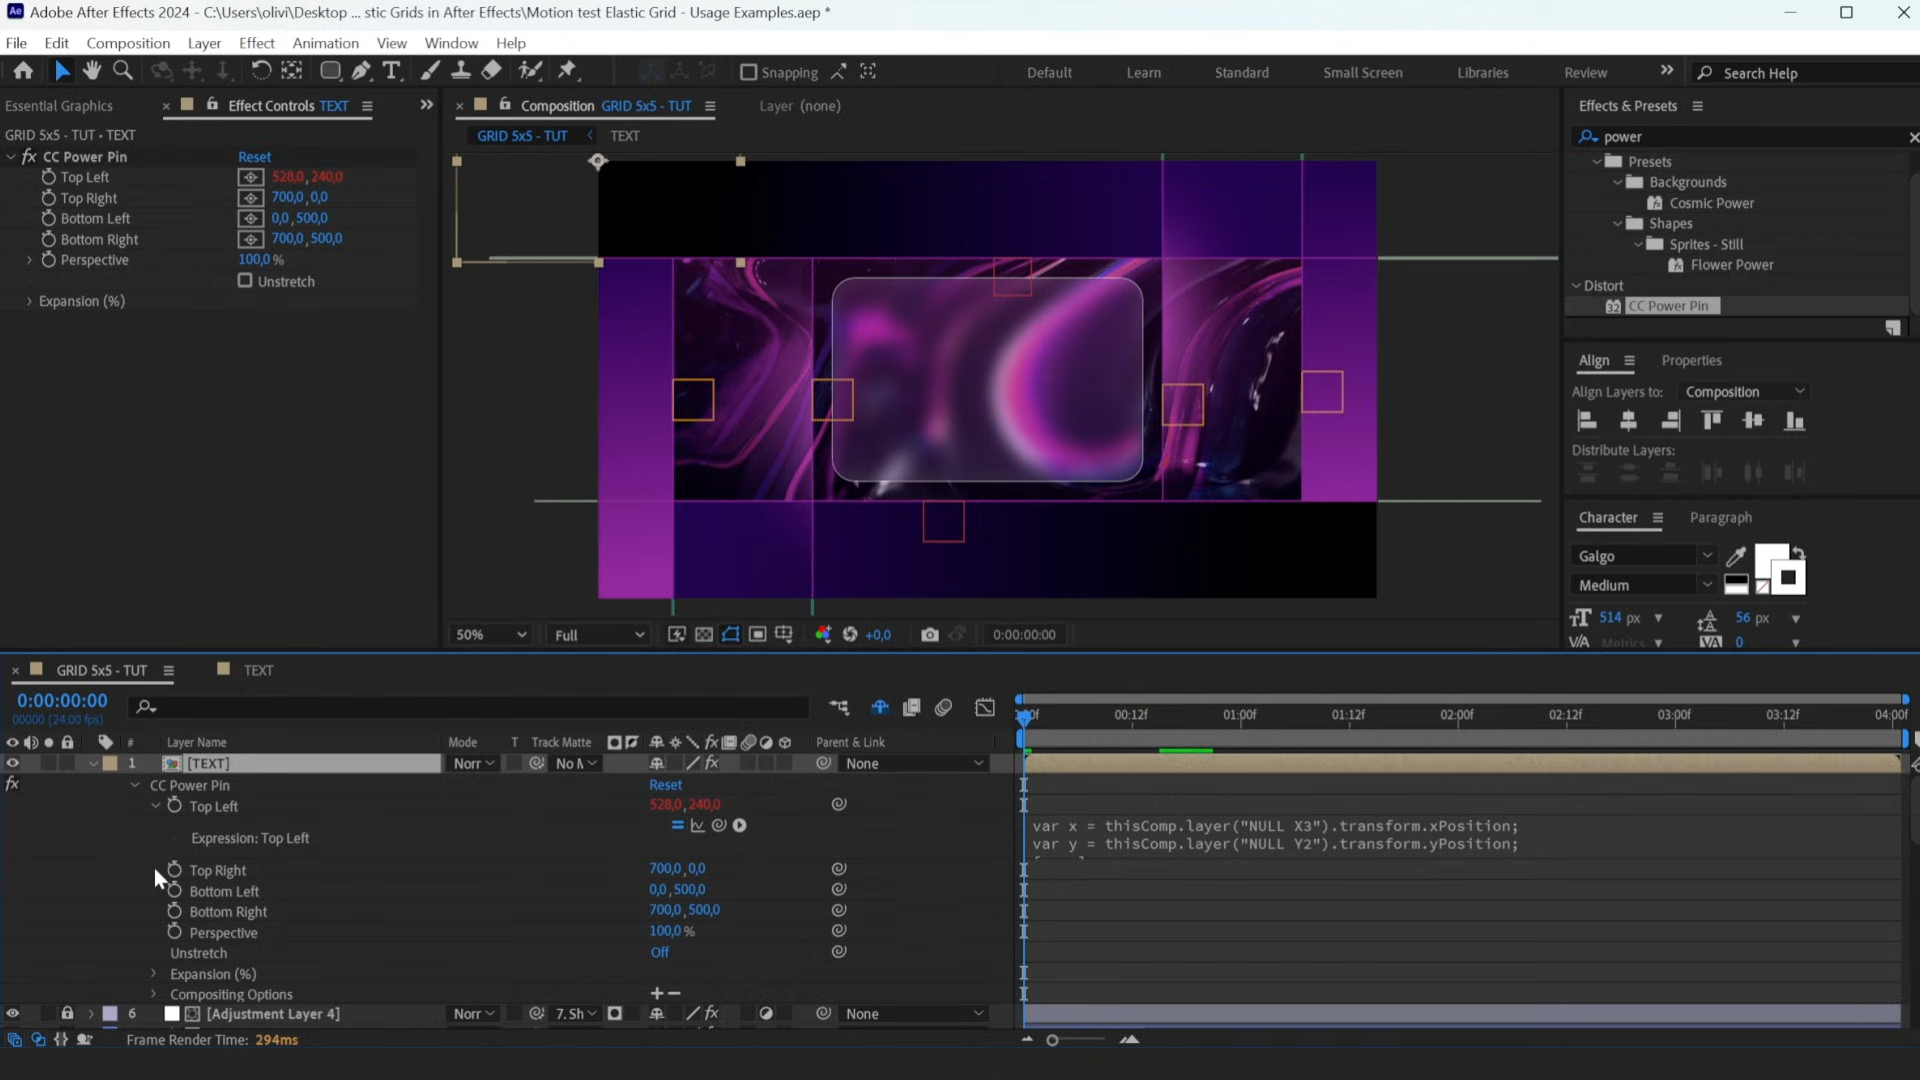 Adobe After Effects 2024 - C:\Users\olivi\Desktop ... stic Grids in After Effects\Motion test Elastic Grid - Usage Examples.aep *
File Edit Composition Layer Effect Animation View Window Help
Snapping
Default Learn Standard Small Screen Libraries Review » Search Help
Essential Graphics
Effect Controls TEXT
GRID 5x5 - TUT • TEXT
fx CC Power Pin Reset
Top Left 528,0, 240,0
Top Right 700,0, 0,0
Bottom Left 0,0, 500,0
Bottom Right 700,0, 500,0
Perspective 100,0 %
Unstretch
Expansion (%)
Composition GRID 5x5 - TUT
Layer (none)
GRID 5x5 - TUT TEXT
50% Full +0,0 0:00:00:00
Effects & Presets
power
Presets
Backgrounds
Cosmic Power
Shapes
Sprites - Still
Flower Power
Distort
32 CC Power Pin
Align Properties
Align Layers to: Composition
Distribute Layers:
Character Paragraph
Galgo
Medium
514 px 56 px
Metrics 0
GRID 5x5 - TUT TEXT
0:00:00:00
00000 (24.00 fps)
00:12f 01:00f 01:12f 02:00f 02:12f 03:00f 03:12f 04:00f
# Layer Name Mode T Track Matte fx Parent & Link
1 [TEXT] Norr None
fx CC Power Pin Reset
Top Left 528,0, 240,0
Expression: Top Left
var x = thisComp.layer("NULL X3").transform.xPosition;
var y = thisComp.layer("NULL Y2").transform.yPosition;
Top Right 700,0, 0,0
Bottom Left 0,0, 500,0
Bottom Right 700,0, 500,0
Perspective 100,0 %
Unstretch Off
Expansion (%)
Compositing Options
6 [Adjustment Layer 4] Norr 7. Sh None
Frame Render Time: 294ms